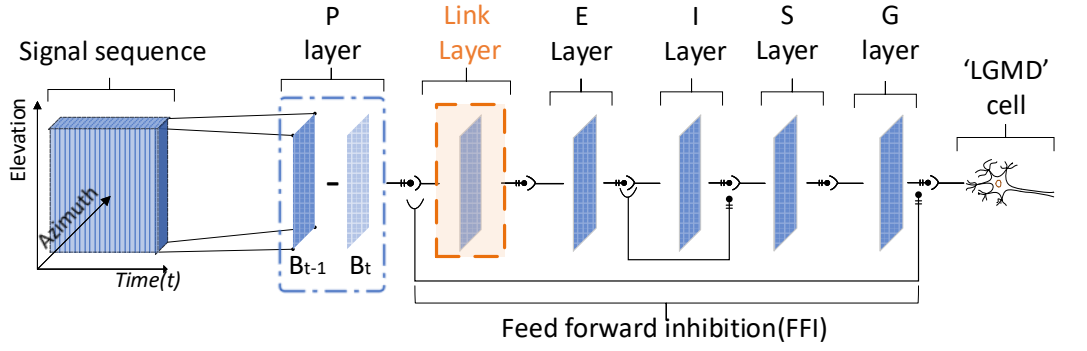 Signal sequence
P
layer
Link
Layer
E
Layer
I
Layer
S
Layer
G
layer
‘LGMD’
cell
Elevation
Azimuth
Time(t)
Bt-1
Bt
Feed forward inhibition(FFI)